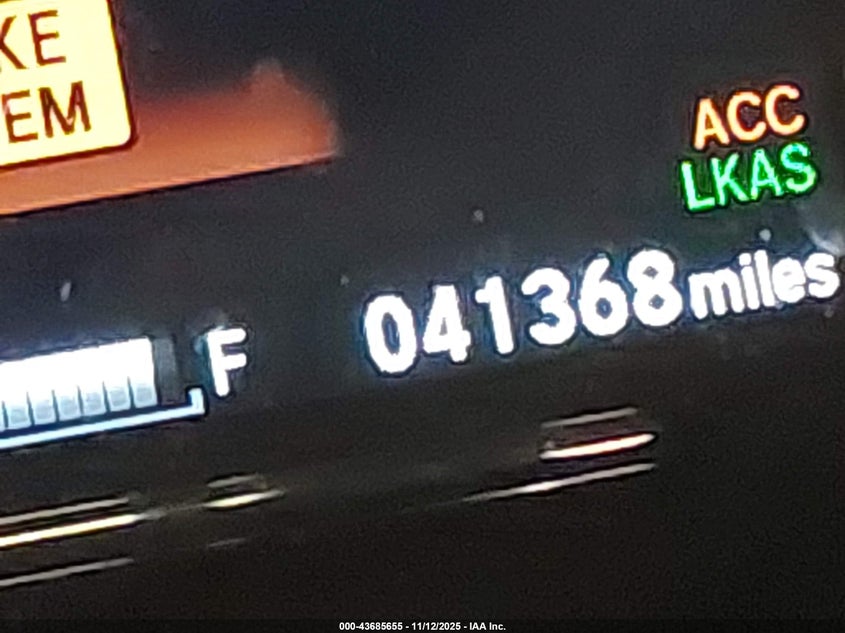 KE
EM
ACC
LKAS
041368 miles
F
000-43685655 - 11/12/2025 - IAA Inc.